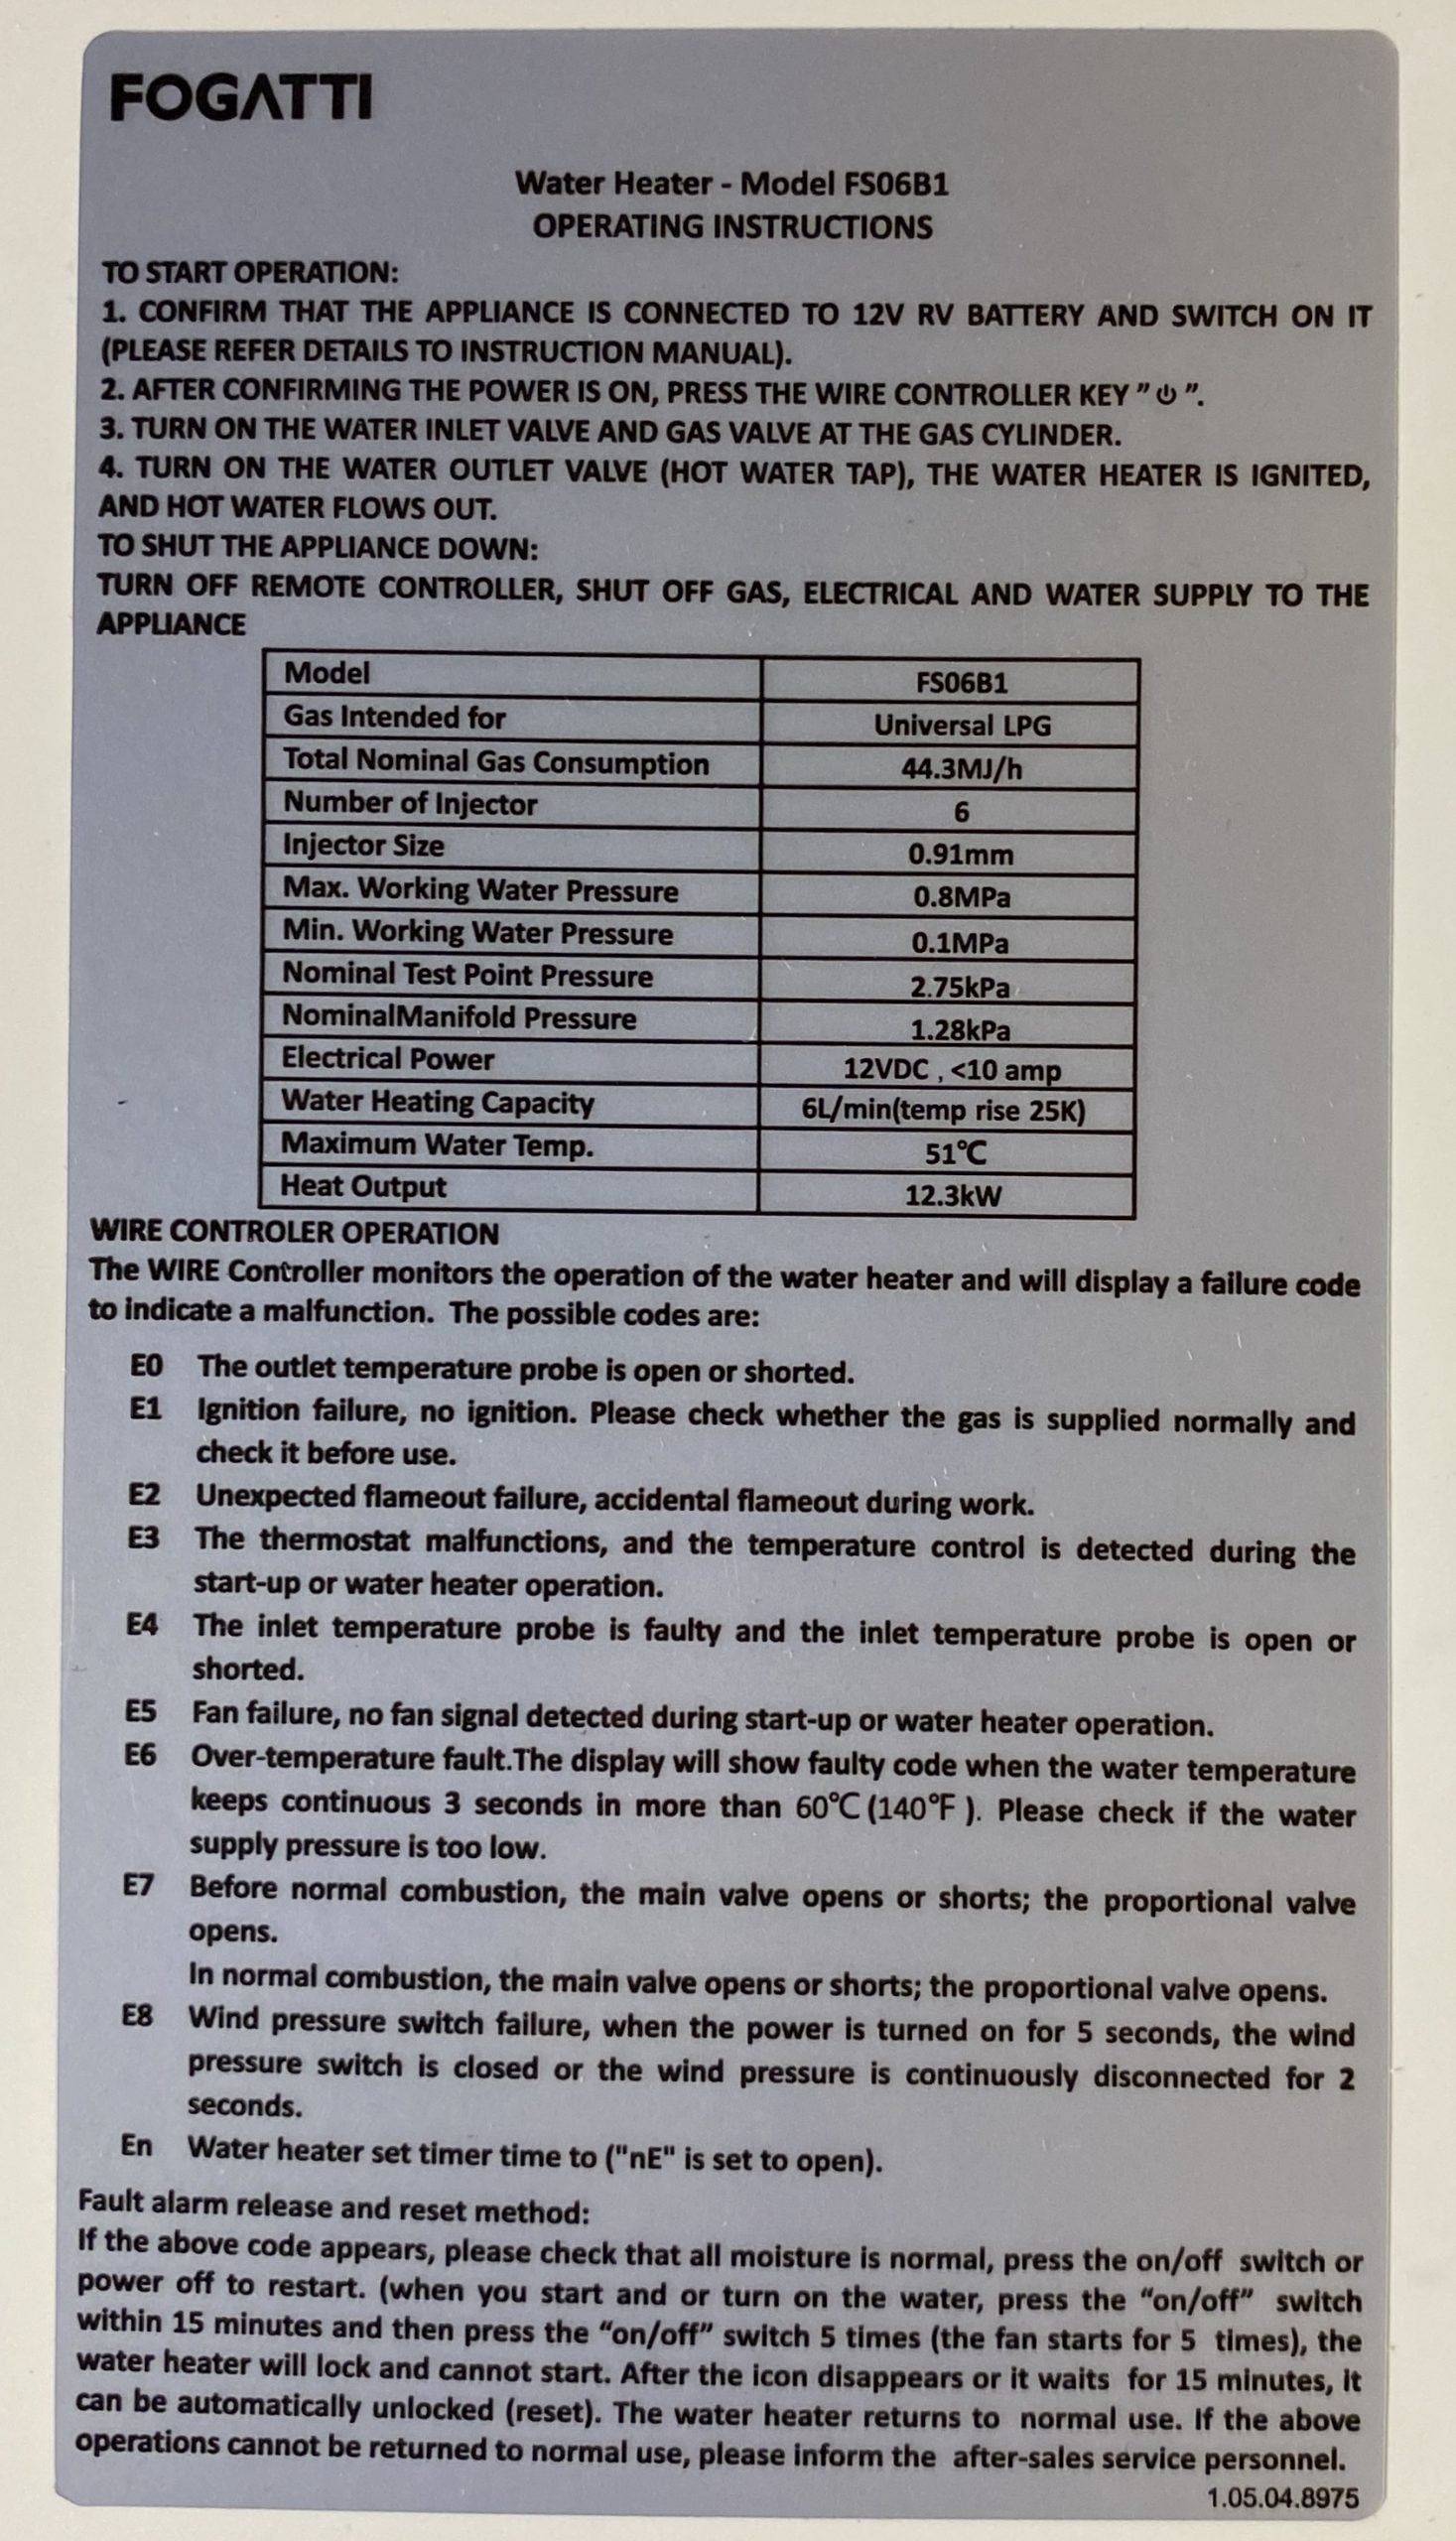 FOGATTI
Water Heater - Model FS06B1
OPERATING INSTRUCTIONS
TO START OPERATION:
1. CONFIRM THAT THE APPLIANCE IS CONNECTED TO 12V RV BATTERY AND SWITCH ON IT
(PLEASE REFER DETAILS TO INSTRUCTION MANUAL).
2. AFTER CONFIRMING THE POWER IS ON, PRESS THE WIRE CONTROLLER KEY ” ⏻ ”.
3. TURN ON THE WATER INLET VALVE AND GAS VALVE AT THE GAS CYLINDER.
4. TURN ON THE WATER OUTLET VALVE (HOT WATER TAP), THE WATER HEATER IS IGNITED,
AND HOT WATER FLOWS OUT.
TO SHUT THE APPLIANCE DOWN:
TURN OFF REMOTE CONTROLLER, SHUT OFF GAS, ELECTRICAL AND WATER SUPPLY TO THE
APPLIANCE
Model FS06B1
Gas Intended for Universal LPG
Total Nominal Gas Consumption 44.3MJ/h
Number of Injector 6
Injector Size 0.91mm
Max. Working Water Pressure 0.8MPa
Min. Working Water Pressure 0.1MPa
Nominal Test Point Pressure 2.75kPa
NominalManifold Pressure 1.28kPa
Electrical Power 12VDC , <10 amp
Water Heating Capacity 6L/min(temp rise 25K)
Maximum Water Temp. 51℃
Heat Output 12.3kW
WIRE CONTROLER OPERATION
The WIRE Controller monitors the operation of the water heater and will display a failure code
to indicate a malfunction. The possible codes are:
E0 The outlet temperature probe is open or shorted.
E1 Ignition failure, no ignition. Please check whether the gas is supplied normally and
check it before use.
E2 Unexpected flameout failure, accidental flameout during work.
E3 The thermostat malfunctions, and the temperature control is detected during the
start-up or water heater operation.
E4 The inlet temperature probe is faulty and the inlet temperature probe is open or
shorted.
E5 Fan failure, no fan signal detected during start-up or water heater operation.
E6 Over-temperature fault.The display will show faulty code when the water temperature
keeps continuous 3 seconds in more than 60℃ (140℉ ). Please check if the water
supply pressure is too low.
E7 Before normal combustion, the main valve opens or shorts; the proportional valve
opens.
In normal combustion, the main valve opens or shorts; the proportional valve opens.
E8 Wind pressure switch failure, when the power is turned on for 5 seconds, the wind
pressure switch is closed or the wind pressure is continuously disconnected for 2
seconds.
En Water heater set timer time to ("nE" is set to open).
Fault alarm release and reset method:
If the above code appears, please check that all moisture is normal, press the on/off switch or
power off to restart. (when you start and or turn on the water, press the “on/off” switch
within 15 minutes and then press the “on/off” switch 5 times (the fan starts for 5 times), the
water heater will lock and cannot start. After the icon disappears or it waits for 15 minutes, it
can be automatically unlocked (reset). The water heater returns to normal use. If the above
operations cannot be returned to normal use, please inform the after-sales service personnel.
1.05.04.8975